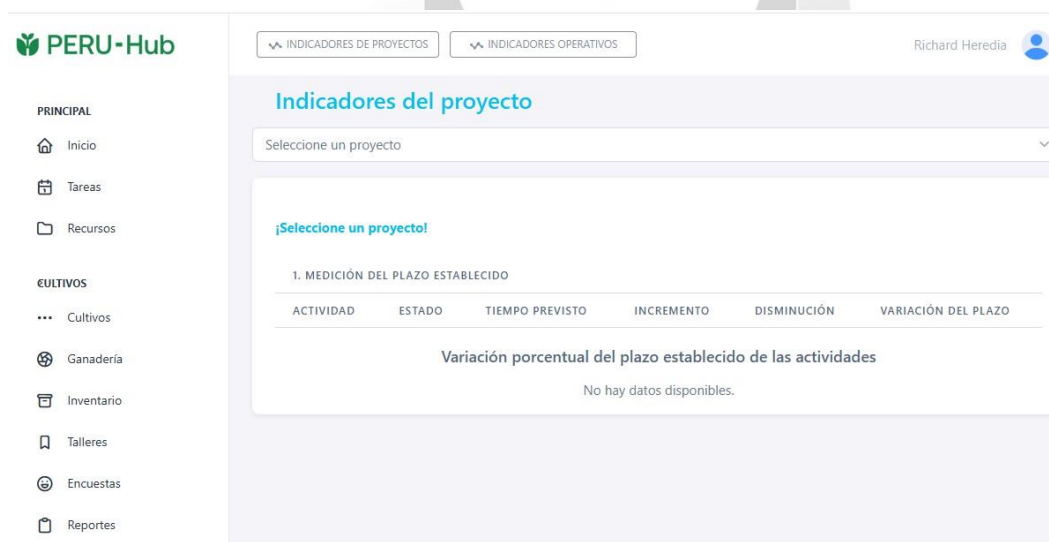 PERU-Hub
INDICADORES DE PROYECTOS
INDICADORES OPERATIVOS
Richard Heredia
PRINCIPAL
Inicio
Tareas
Recursos
CULTIVOS
Cultivos
Ganadería
Inventario
Talleres
Encuestas
Reportes
Indicadores del proyecto
Seleccione un proyecto
¡Seleccione un proyecto!
1. MEDICIÓN DEL PLAZO ESTABLECIDO
ACTIVIDAD ESTADO TIEMPO PREVISTO INCREMENTO DISMINUCIÓN VARIACIÓN DEL PLAZO
Variación porcentual del plazo establecido de las actividades
No hay datos disponibles.